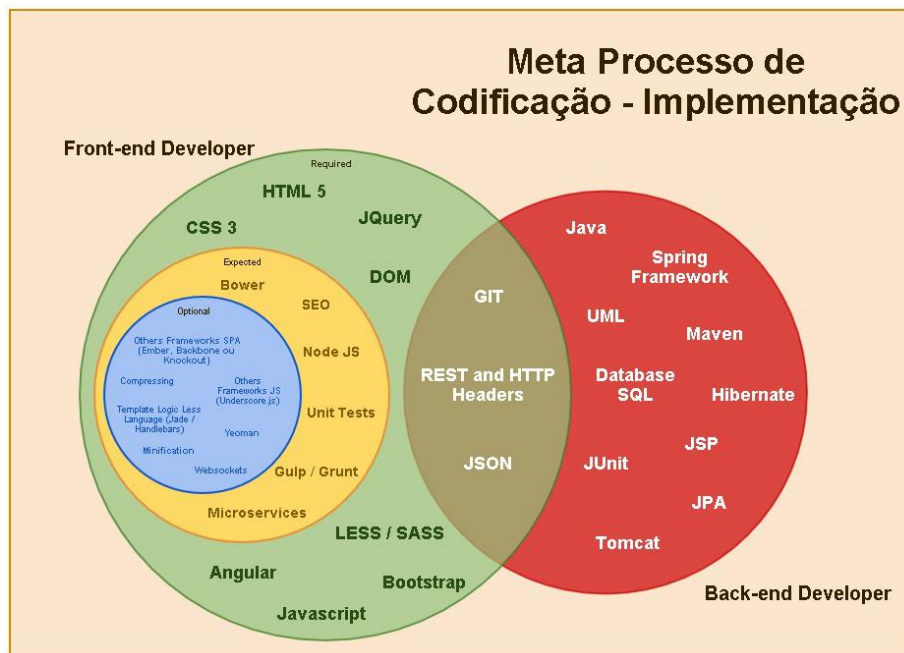 Meta Processo de
Codificação - Implementação
Front-end Developer
Required
HTML 5
JQuery
CSS 3
DOM
Expected
Bower
SEO
Node JS
Unit Tests
Gulp / Grunt
Microservices
Optional
Others Frameworks SPA
(Ember, Backbone ou
Knockout)
Compressing
Others
Frameworks JS
(Underscore.js)
Template Logic Less
Language (Jade /
Handlebars)
Yeoman
Minification
Websockets
LESS / SASS
Angular
Bootstrap
Javascript
GIT
REST and HTTP
Headers
JSON
Java
Spring
Framework
UML
Maven
Database
SQL
Hibernate
JSP
JUnit
JPA
Tomcat
Back-end Developer